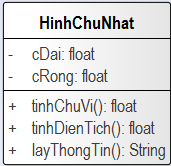 HinhChuNhat
- cDai: float
- cRong: float
+ tinhChuVi(): float
+ tinhDienTich(): float
+ layThongTin(): String